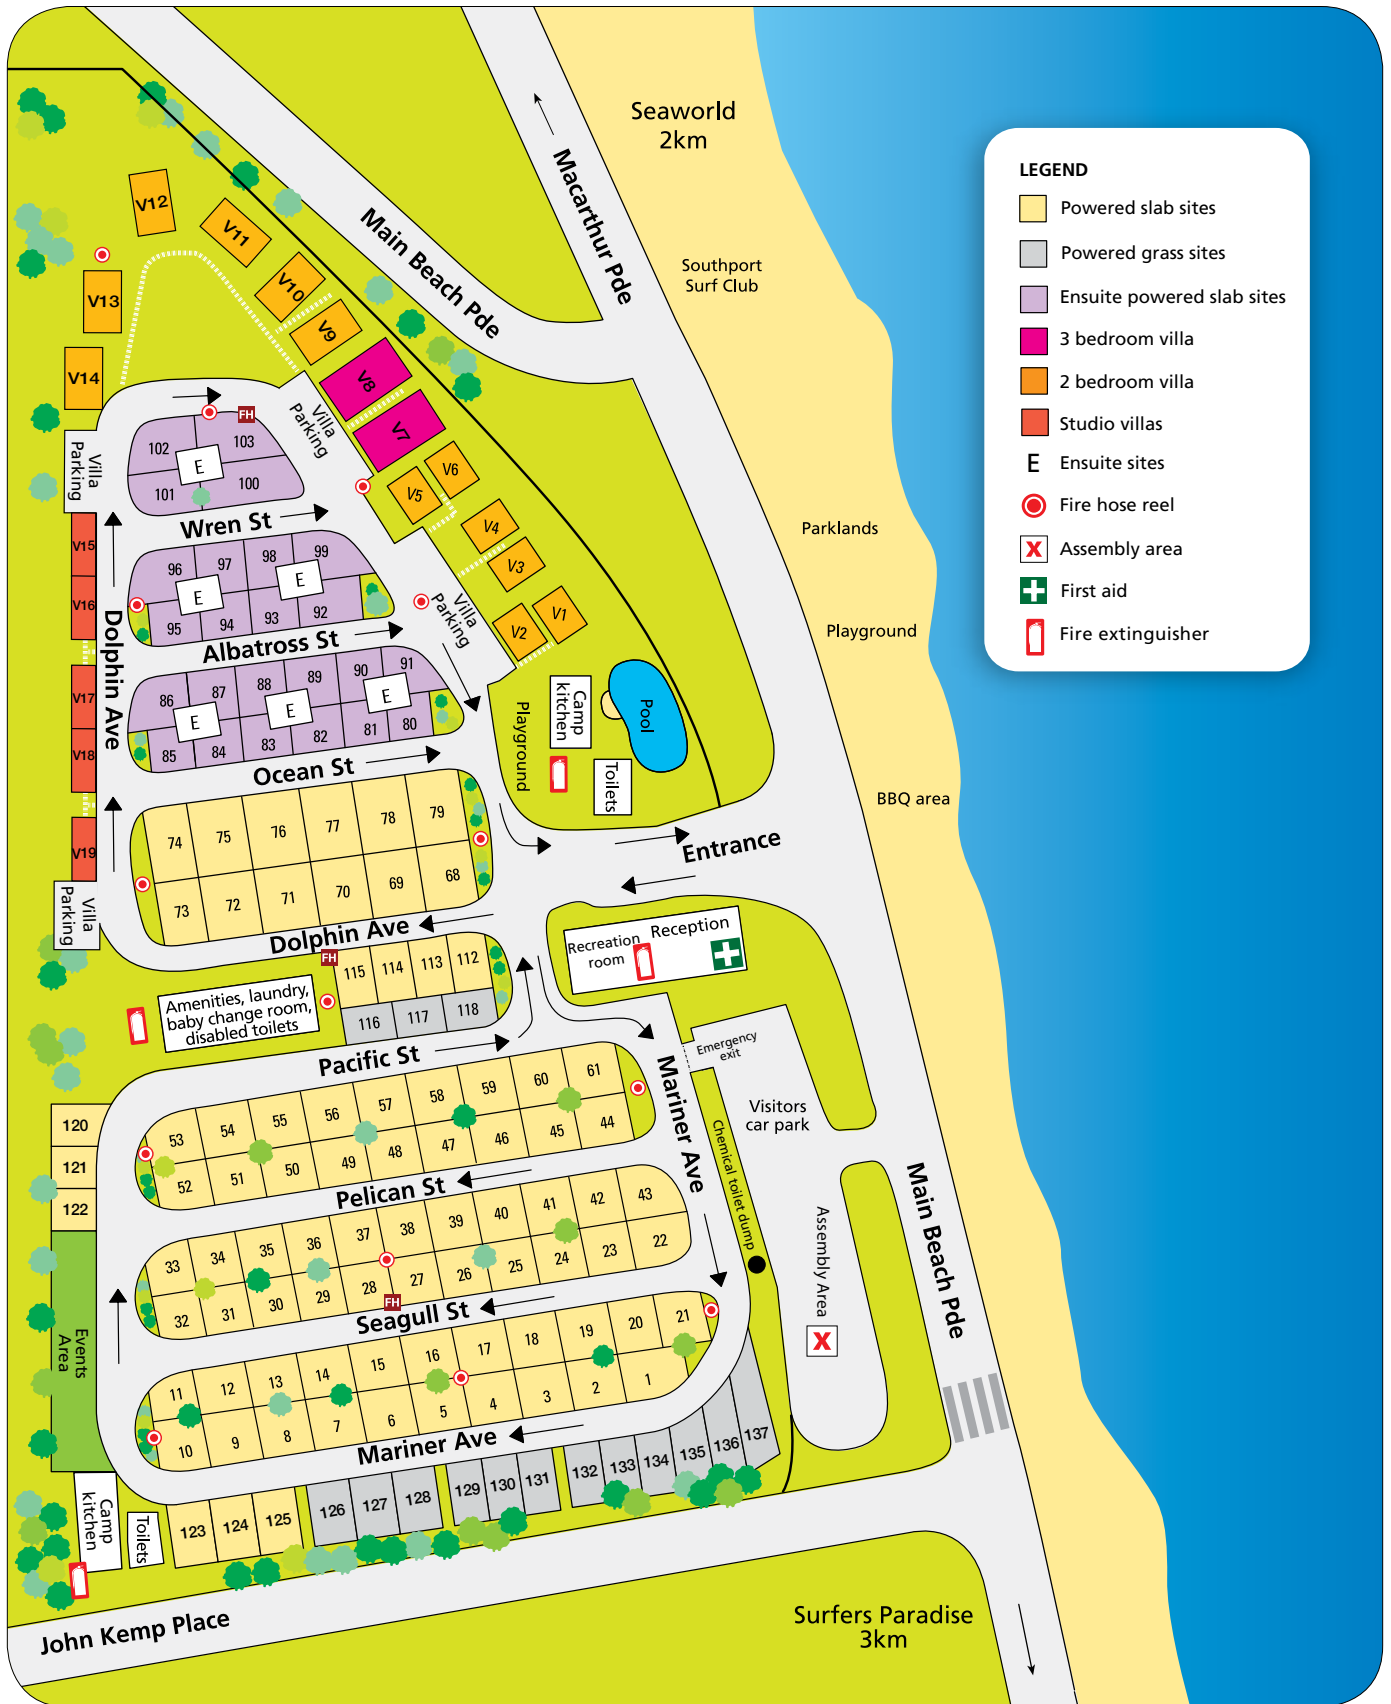 Seaworld
2km
Macarthur Pde
Main Beach Pde
Southport
Surf Club
Parklands
Playground
BBQ area
LEGEND
Powered slab sites
Powered grass sites
Ensuite powered slab sites
3 bedroom villa
2 bedroom villa
Studio villas
E Ensuite sites
Fire hose reel
X Assembly area
First aid
Fire extinguisher
V12
V11
V10
V9
V8
V7
V6
V5
V4
V3
V2
V1
V13
V14
Villa
Parking
Villa
Parking
Villa
Parking
FH
102
103
E
101
100
Wren St
V15
V16
V17
V18
V19
Dolphin Ave
Villa
Parking
96 97 98 99
E E
95 94 93 92
Albatross St
86 87 88 89 90 91
E E E
85 84 83 82 81 80
Ocean St
Playground
Camp
kitchen
Pool
Toilets
74 75 76 77 78 79
73 72 71 70 69 68
Entrance
Dolphin Ave
FH
115 114 113 112
116 117 118
Amenities, laundry,
baby change room,
disabled toilets
Recreation
room
Reception
Pacific St
Emergency
exit
Visitors
car park
Mariner Ave
Chemical toilet dump
Assembly Area
X
Main Beach Pde
120
121
122
Events
Area
53 54 55 56 57 58 59 60 61
52 51 50 49 48 47 46 45 44
Pelican St
33 34 35 36 37 38 39 40 41 42 43
32 31 30 29 28 27 26 25 24 23 22
FH
Seagull St
11 12 13 14 15 16 17 18 19 20 21
10 9 8 7 6 5 4 3 2 1
Mariner Ave
Camp
kitchen
Toilets
123 124 125 126 127 128 129 130 131 132 133 134 135 136 137
John Kemp Place
Surfers Paradise
3km